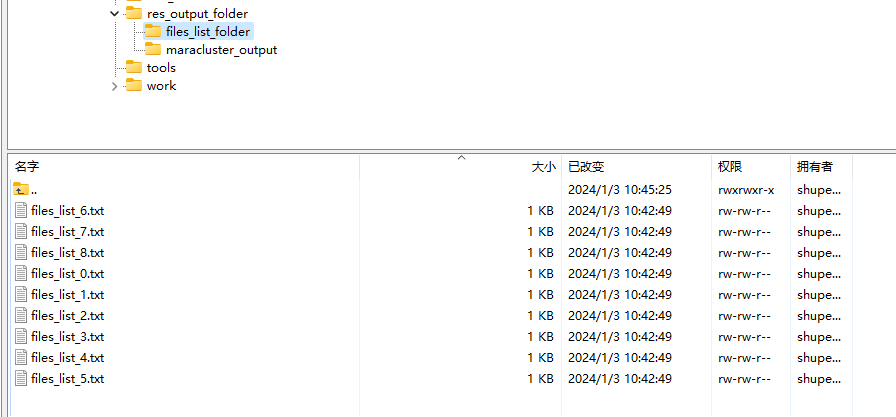 res_output_folder
files_list_folder
maracluster_output
tools
work
名字 大小 已改变 权限 拥有者
.. 2024/1/3 10:45:25 rwxrwxr-x shupe...
files_list_6.txt 1 KB 2024/1/3 10:42:49 rw-rw-r-- shupe...
files_list_7.txt 1 KB 2024/1/3 10:42:49 rw-rw-r-- shupe...
files_list_8.txt 1 KB 2024/1/3 10:42:49 rw-rw-r-- shupe...
files_list_0.txt 1 KB 2024/1/3 10:42:49 rw-rw-r-- shupe...
files_list_1.txt 1 KB 2024/1/3 10:42:49 rw-rw-r-- shupe...
files_list_2.txt 1 KB 2024/1/3 10:42:49 rw-rw-r-- shupe...
files_list_3.txt 1 KB 2024/1/3 10:42:49 rw-rw-r-- shupe...
files_list_4.txt 1 KB 2024/1/3 10:42:49 rw-rw-r-- shupe...
files_list_5.txt 1 KB 2024/1/3 10:42:49 rw-rw-r-- shupe...